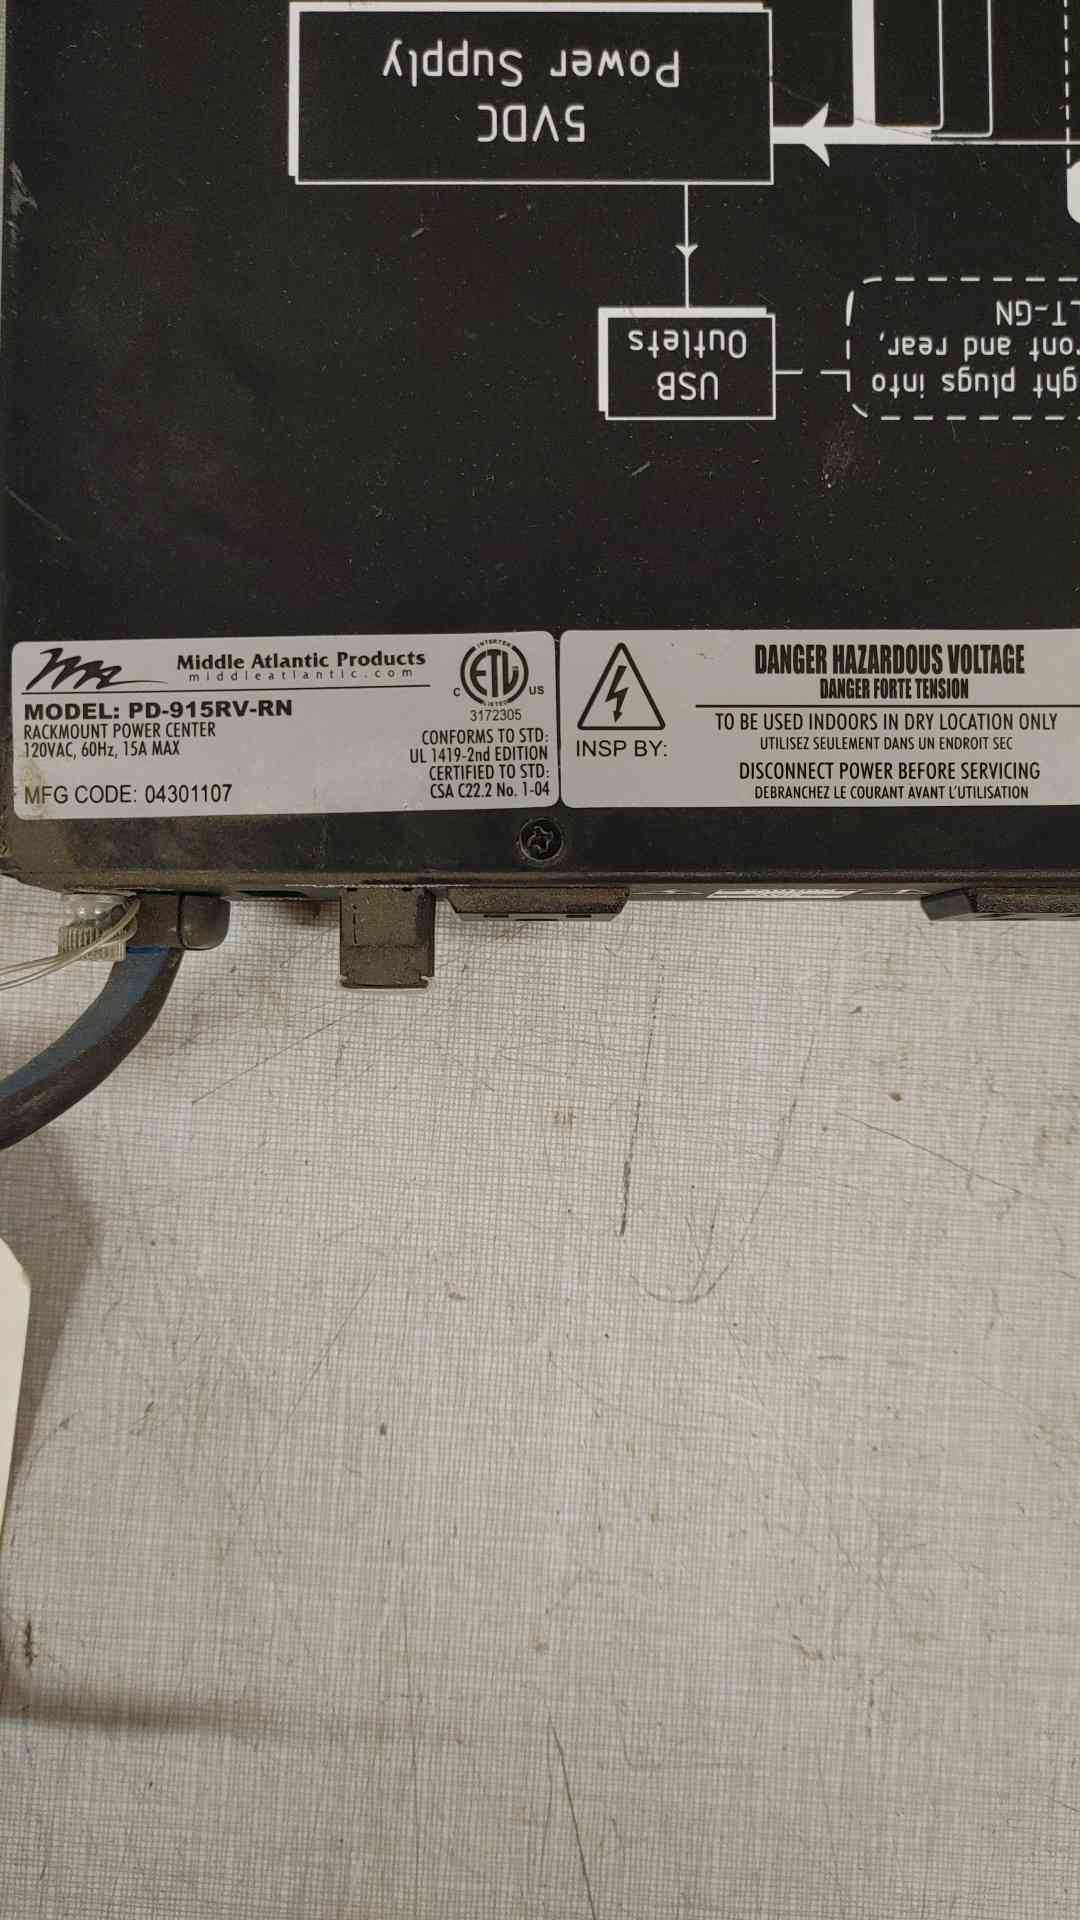 5VDC
Power Supply
USB
Outlets
ght plugs into
ont and rear,
LT-GN
Middle Atlantic Products
middleatlantic.com
MODEL: PD-915RV-RN
RACKMOUNT POWER CENTER
120VAC, 60Hz, 15A MAX
MFG CODE: 04301107
INTERTEK
ETL
LISTED
C US
3172305
CONFORMS TO STD:
UL 1419-2nd EDITION
CERTIFIED TO STD:
CSA C22.2 No. 1-04
INSP BY:
DANGER HAZARDOUS VOLTAGE
DANGER FORTE TENSION
TO BE USED INDOORS IN DRY LOCATION ONLY
UTILISEZ SEULEMENT DANS UN ENDROIT SEC
DISCONNECT POWER BEFORE SERVICING
DEBRANCHEZ LE COURANT AVANT L'UTILISATION